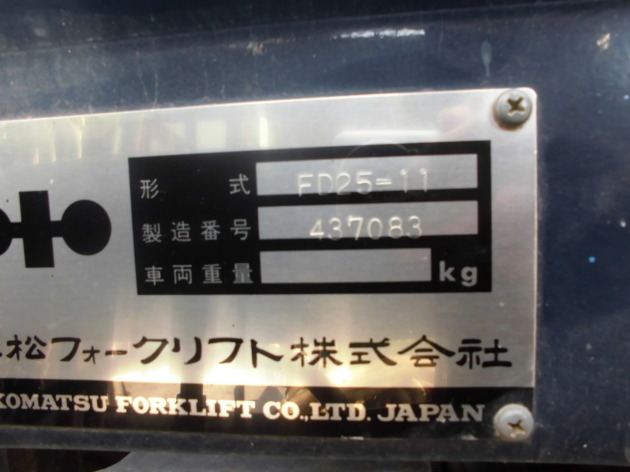 形式 FD25-11
製造番号 437083
車両重量 kg
小松フォークリフト株式会社
KOMATSU FORKLIFT CO.,LTD. JAPAN